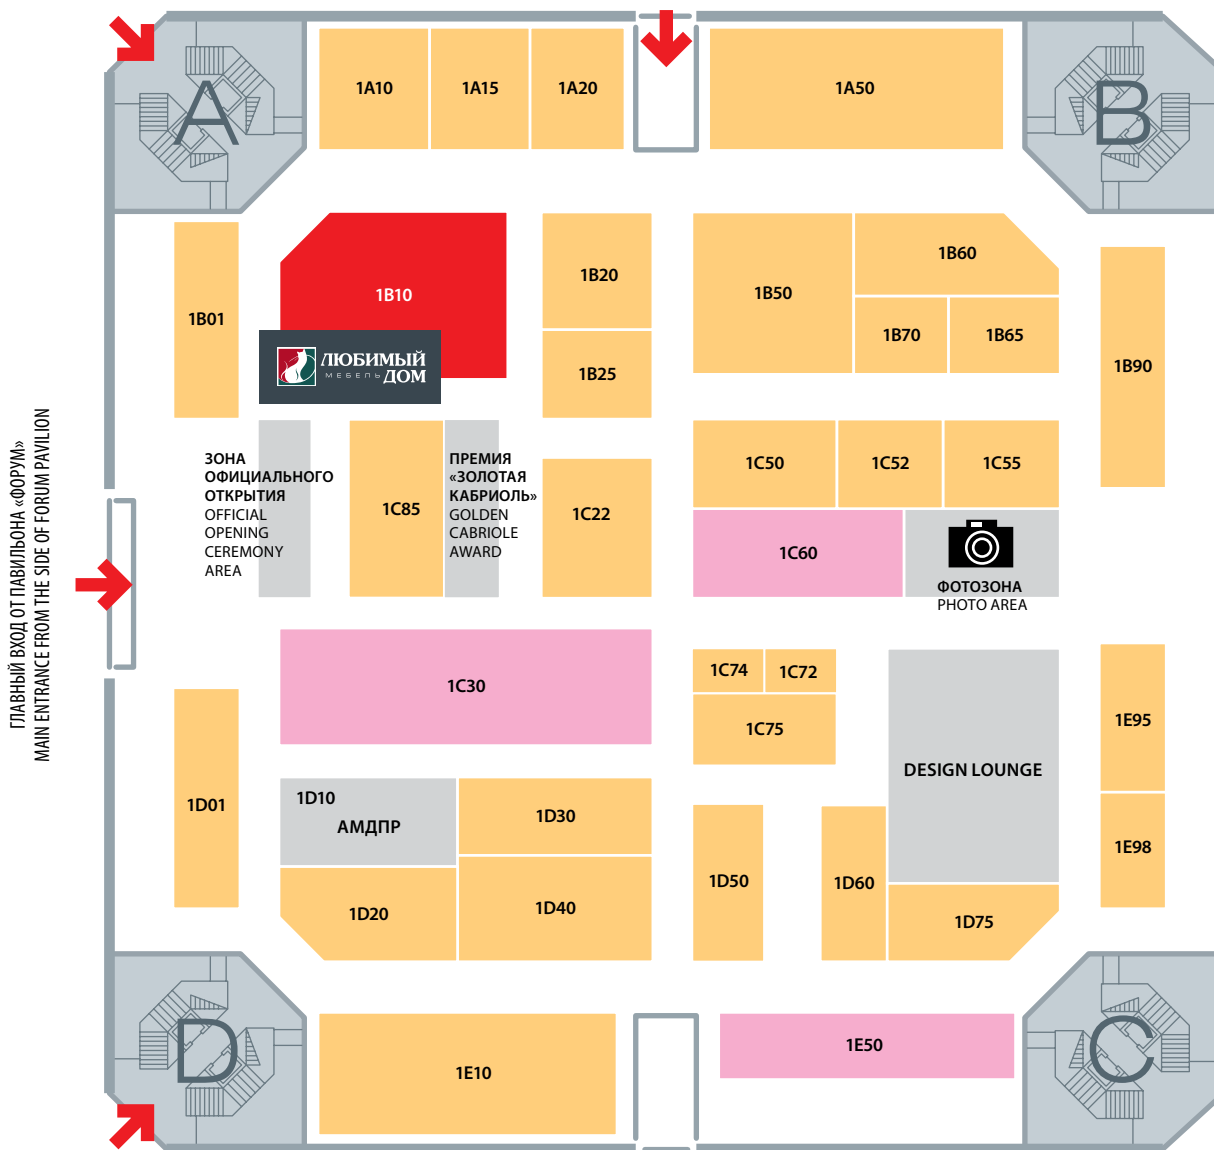 A
1A10
1A15
1A20
1A50
B
1B01
1B10
ЛЮБИМЫЙ
МЕБЕЛЬ ДОМ
1B20
1B25
1B50
1B60
1B70
1B65
1B90
ГЛАВНЫЙ ВХОД ОТ ПАВИЛЬОНА «ФОРУМ»
MAIN ENTRANCE FROM THE SIDE OF FORUM PAVILION
ЗОНА
ОФИЦИАЛЬНОГО
ОТКРЫТИЯ
OFFICIAL
OPENING
CEREMONY
AREA
1C85
ПРЕМИЯ
«ЗОЛОТАЯ
КАБРИОЛЬ»
GOLDEN
CABRIOLE
AWARD
1C22
1C50
1C52
1C55
1C60
ФОТОЗОНА
PHOTO AREA
1C30
1C74
1C72
1C75
DESIGN LOUNGE
1E95
1E98
1D01
1D10
АМДПР
1D30
1D20
1D40
1D50
1D60
1D75
D
1E10
1E50
C